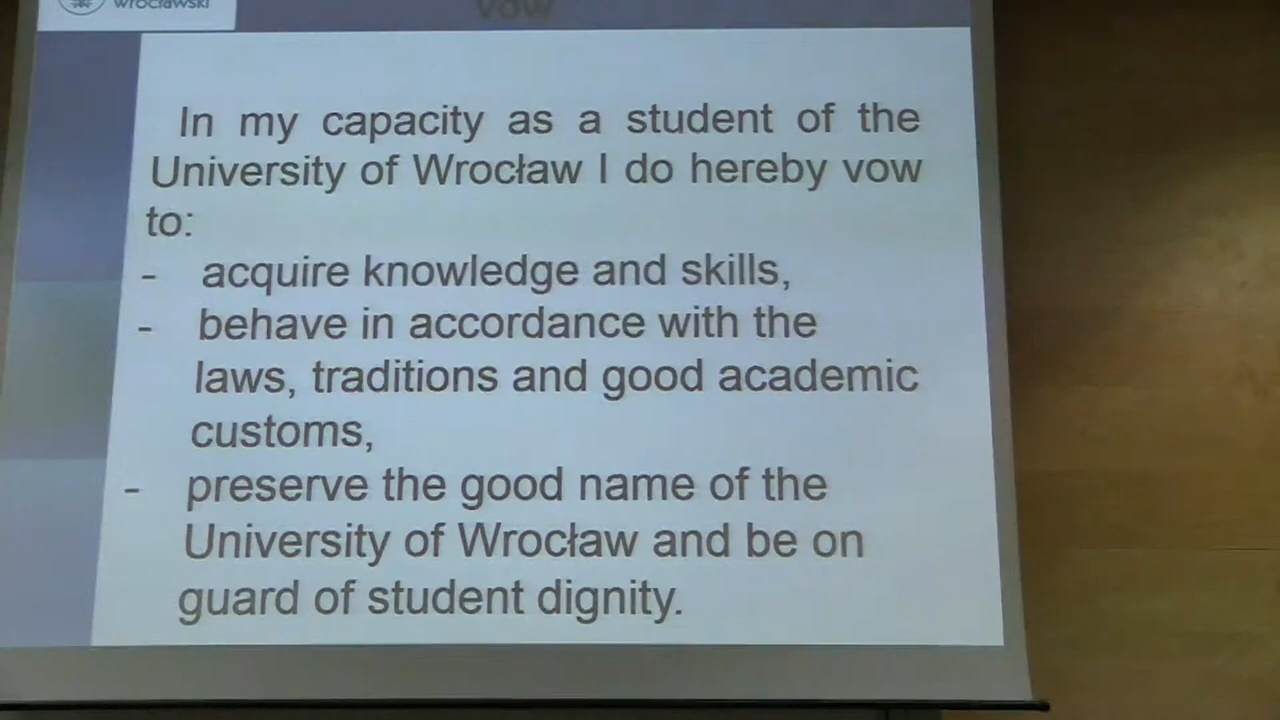 wrocławski
vow
In my capacity as a student of the
University of Wrocław I do hereby vow
to:
- acquire knowledge and skills,
- behave in accordance with the
laws, traditions and good academic
customs,
- preserve the good name of the
University of Wrocław and be on
guard of student dignity.